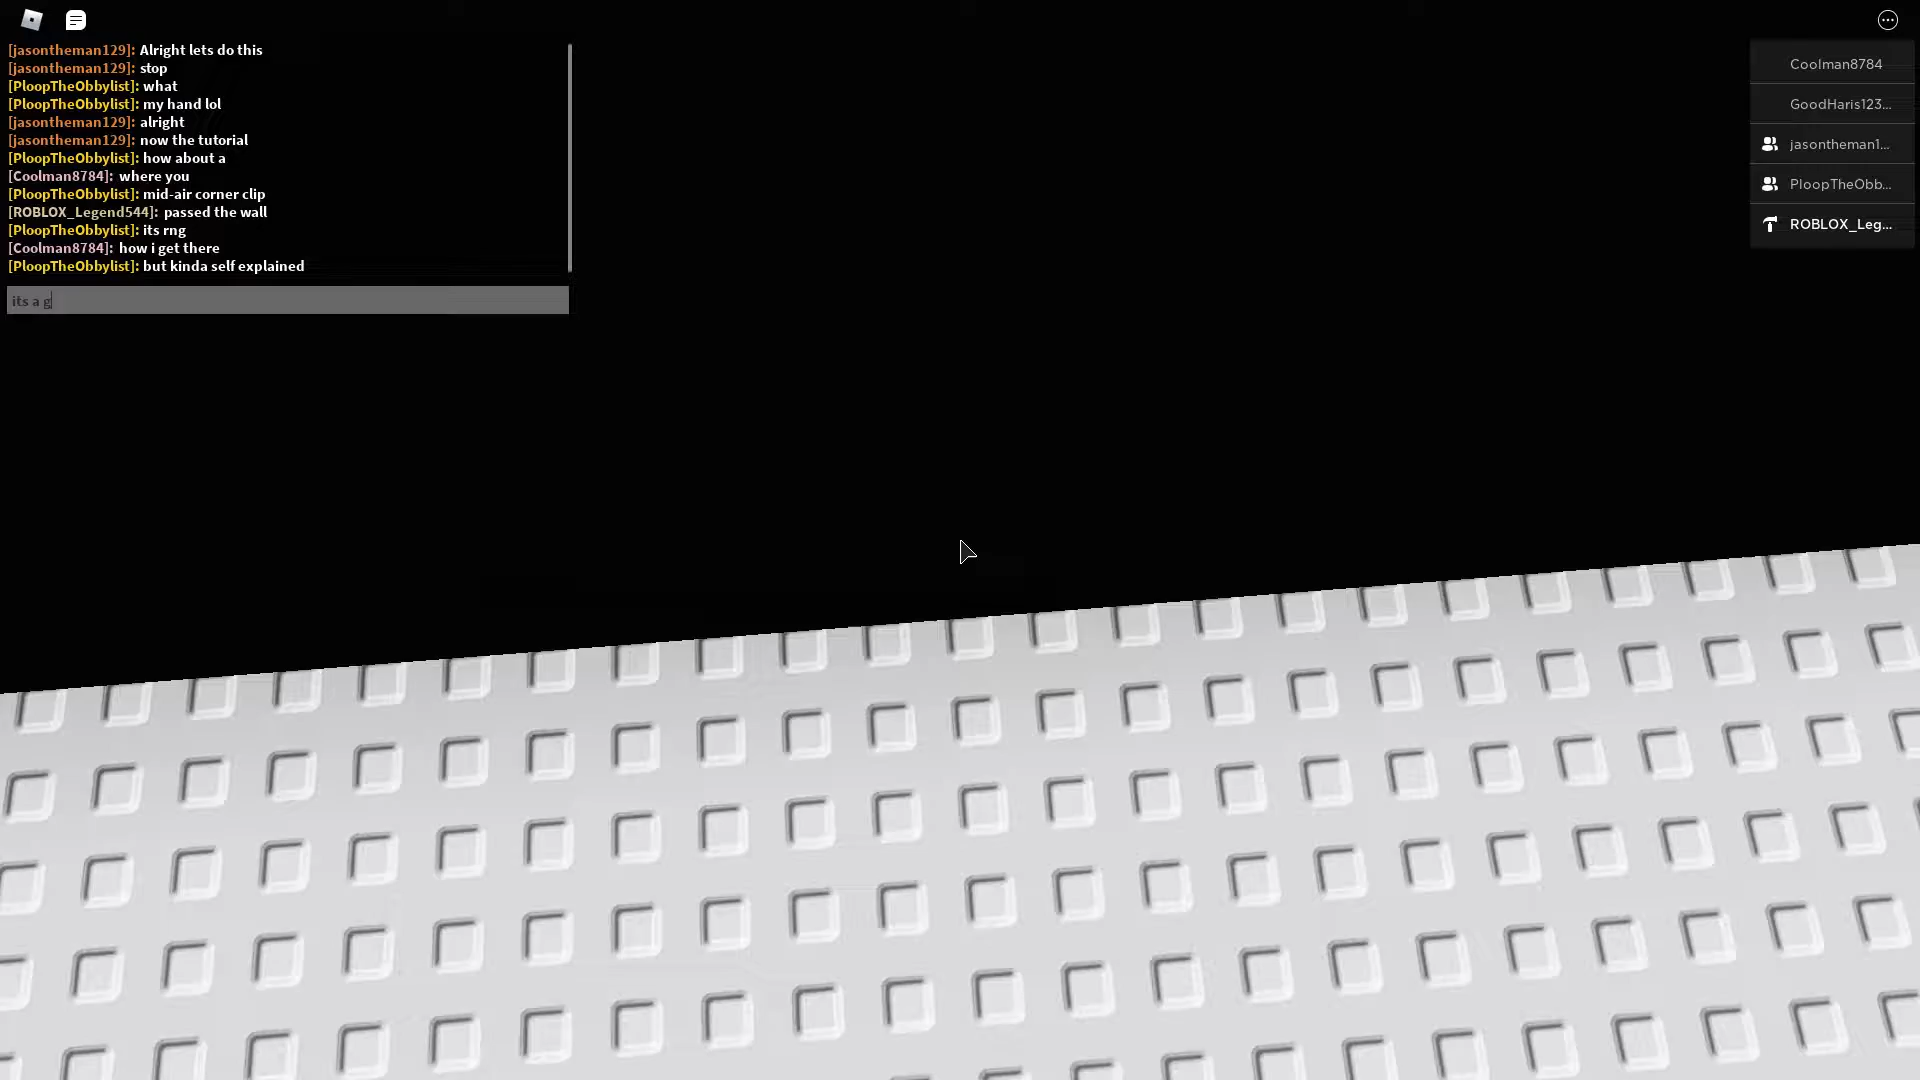 [jasontheman129]: Alright lets do this
[jasontheman129]: stop
[PloopTheObbylist]: what
[PloopTheObbylist]: my hand lol
[jasontheman129]: alright
[jasontheman129]: now the tutorial
[PloopTheObbylist]: how about a
[Coolman8784]: where you
[PloopTheObbylist]: mid-air corner clip
[ROBLOX_Legend544]: passed the wall
[PloopTheObbylist]: its rng
[Coolman8784]: how i get there
[PloopTheObbylist]: but kinda self explained
its a g
Coolman8784
GoodHaris123...
jasontheman1...
PloopTheObb...
ROBLOX_Leg...